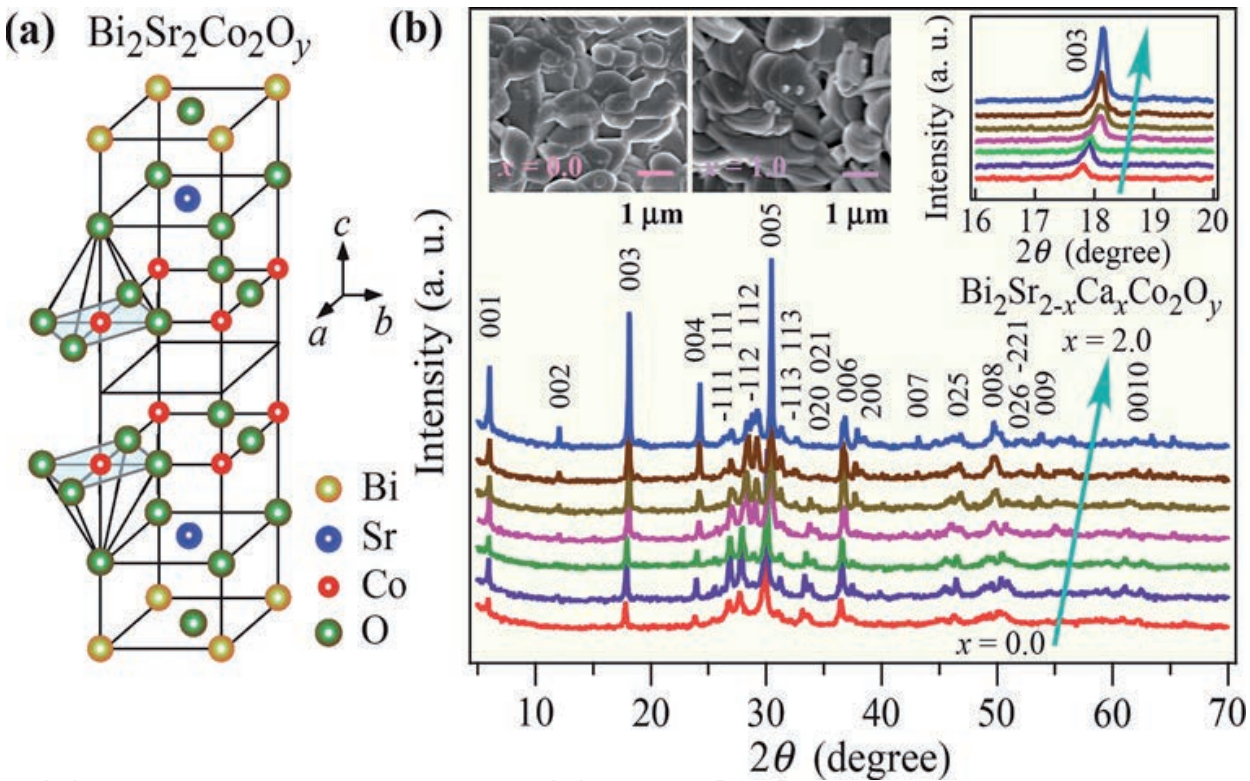 (a) Bi2Sr2Co2Oy
c
a
b
Bi
Sr
Co
O
(b)
x = 0.0
1 μm
x = 1.0
1 μm
Intensity (a. u.)
003
16 17 18 19 20
2θ (degree)
Bi2Sr2-xCaxCo2Oy
x = 2.0
x = 0.0
Intensity (a. u.)
001
002
003
004
-111 111
-112 112
005
-113 113
020 021
006
200
007
025
008
026 -221
009
0010
10 20 30 40 50 60 70
2θ (degree)